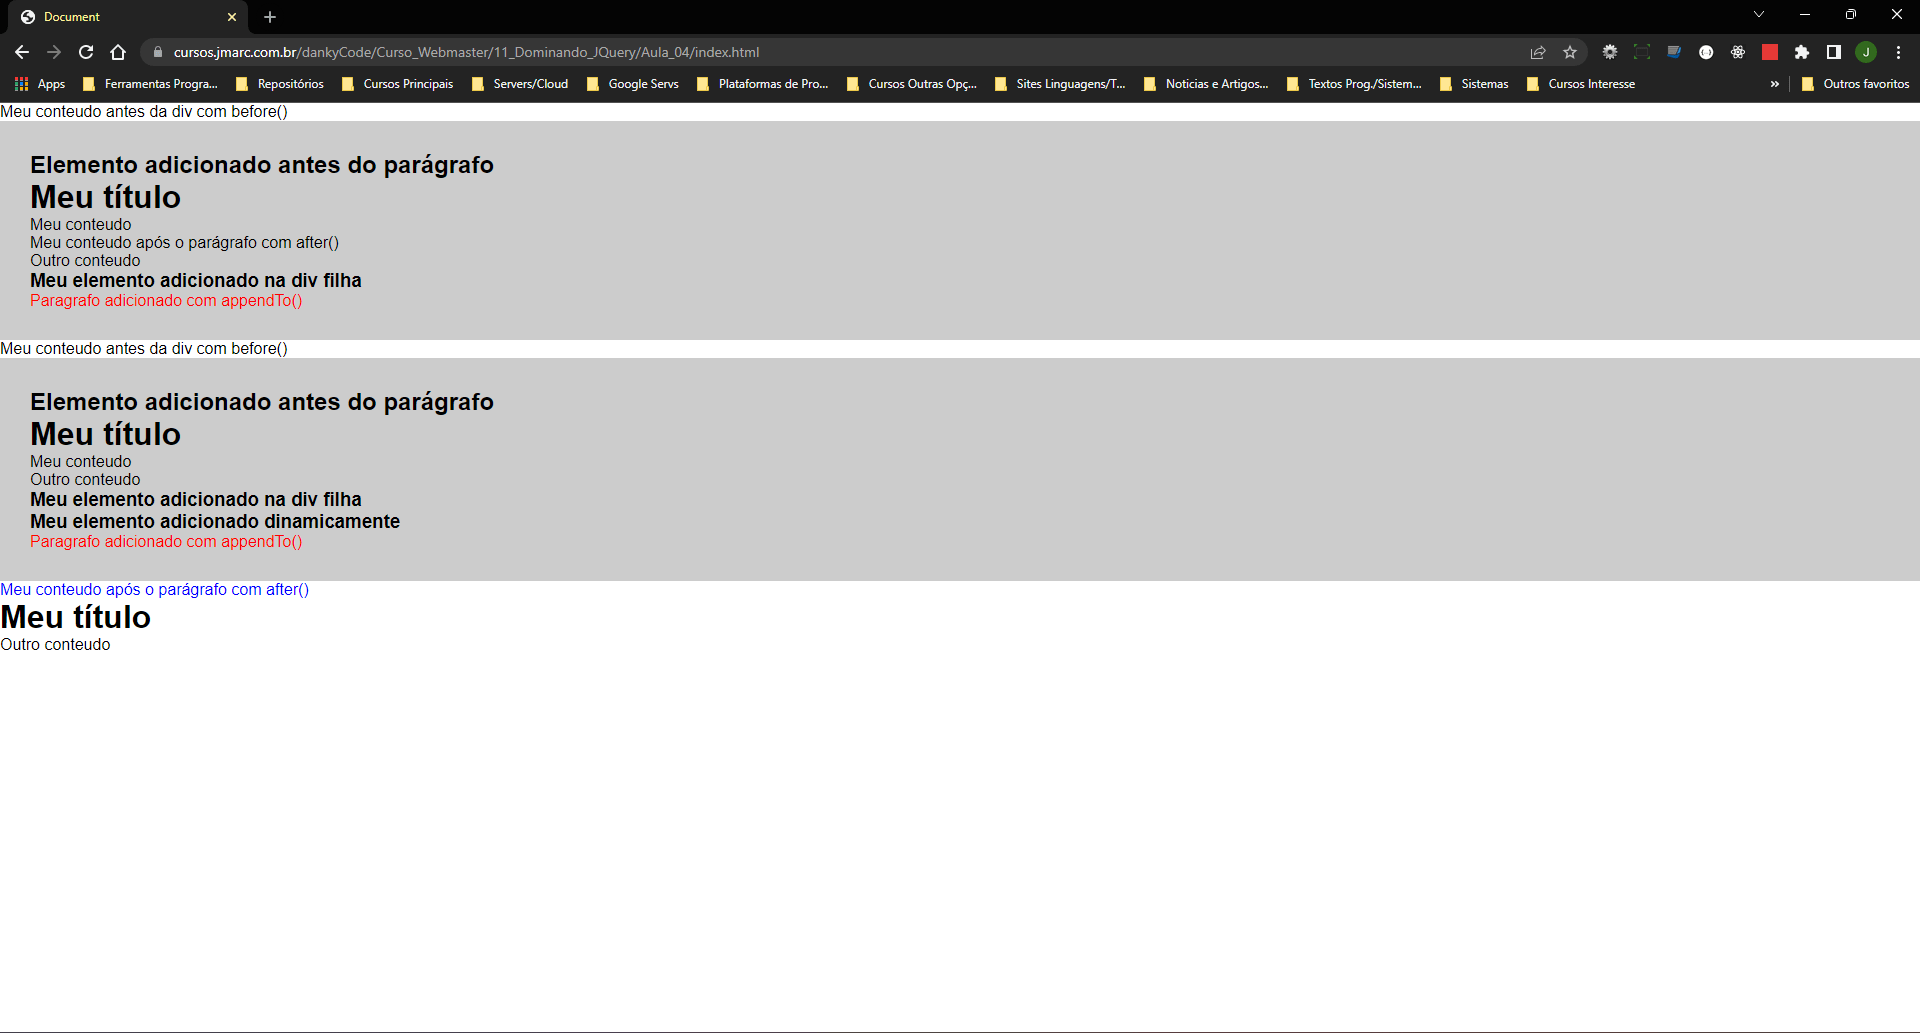 Document
cursos.jmarc.com.br/dankyCode/Curso_Webmaster/11_Dominando_JQuery/Aula_04/index.html
J
Apps Ferramentas Progra... Repositórios Cursos Principais Servers/Cloud Google Servs Plataformas de Pro... Cursos Outras Opç... Sites Linguagens/T... Noticias e Artigos... Textos Prog./Sistem... Sistemas Cursos Interesse » Outros favoritos
Meu conteudo antes da div com before()
Elemento adicionado antes do parágrafo
Meu título
Meu conteudo
Meu conteudo após o parágrafo com after()
Outro conteudo
Meu elemento adicionado na div filha
Paragrafo adicionado com appendTo()
Meu conteudo antes da div com before()
Elemento adicionado antes do parágrafo
Meu título
Meu conteudo
Outro conteudo
Meu elemento adicionado na div filha
Meu elemento adicionado dinamicamente
Paragrafo adicionado com appendTo()
Meu conteudo após o parágrafo com after()
Meu título
Outro conteudo